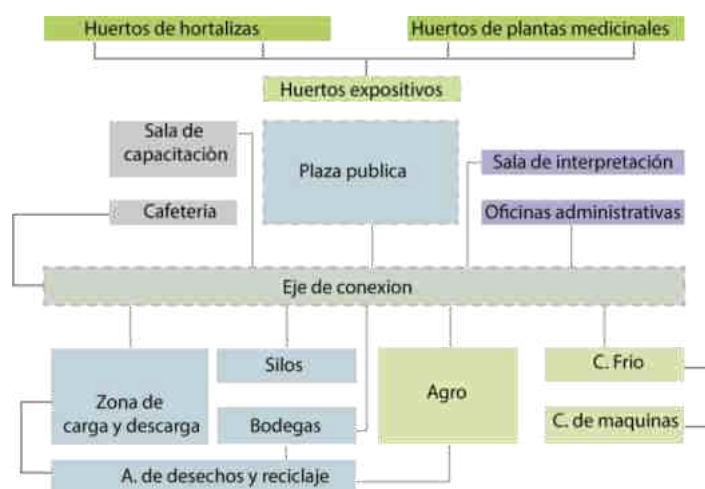 Huertos de hortalizas
Huertos de plantas medicinales
Huertos expositivos
Sala de
capacitaciòn
Plaza publica
Sala de interpretación
Cafeteria
Oficinas administrativas
Eje de conexion
Zona de
carga y descarga
Silos
Bodegas
Agro
C. Frio
C. de maquinas
A. de desechos y reciclaje